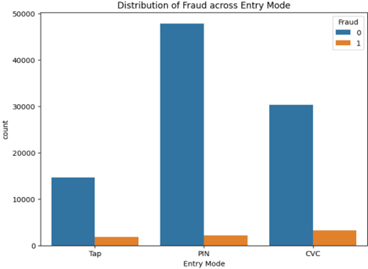 Distribution of Fraud across Entry Mode
Fraud
0
1
50000
40000
30000
20000
10000
0
count
Tap PIN CVC
Entry Mode